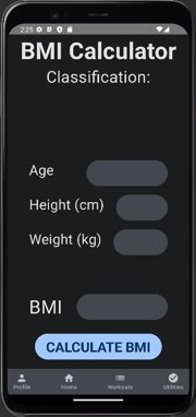 2:25
BMI Calculator
Classification:
Age
Height (cm)
Weight (kg)
BMI
CALCULATE BMI
Profile Home Workouts Utilities